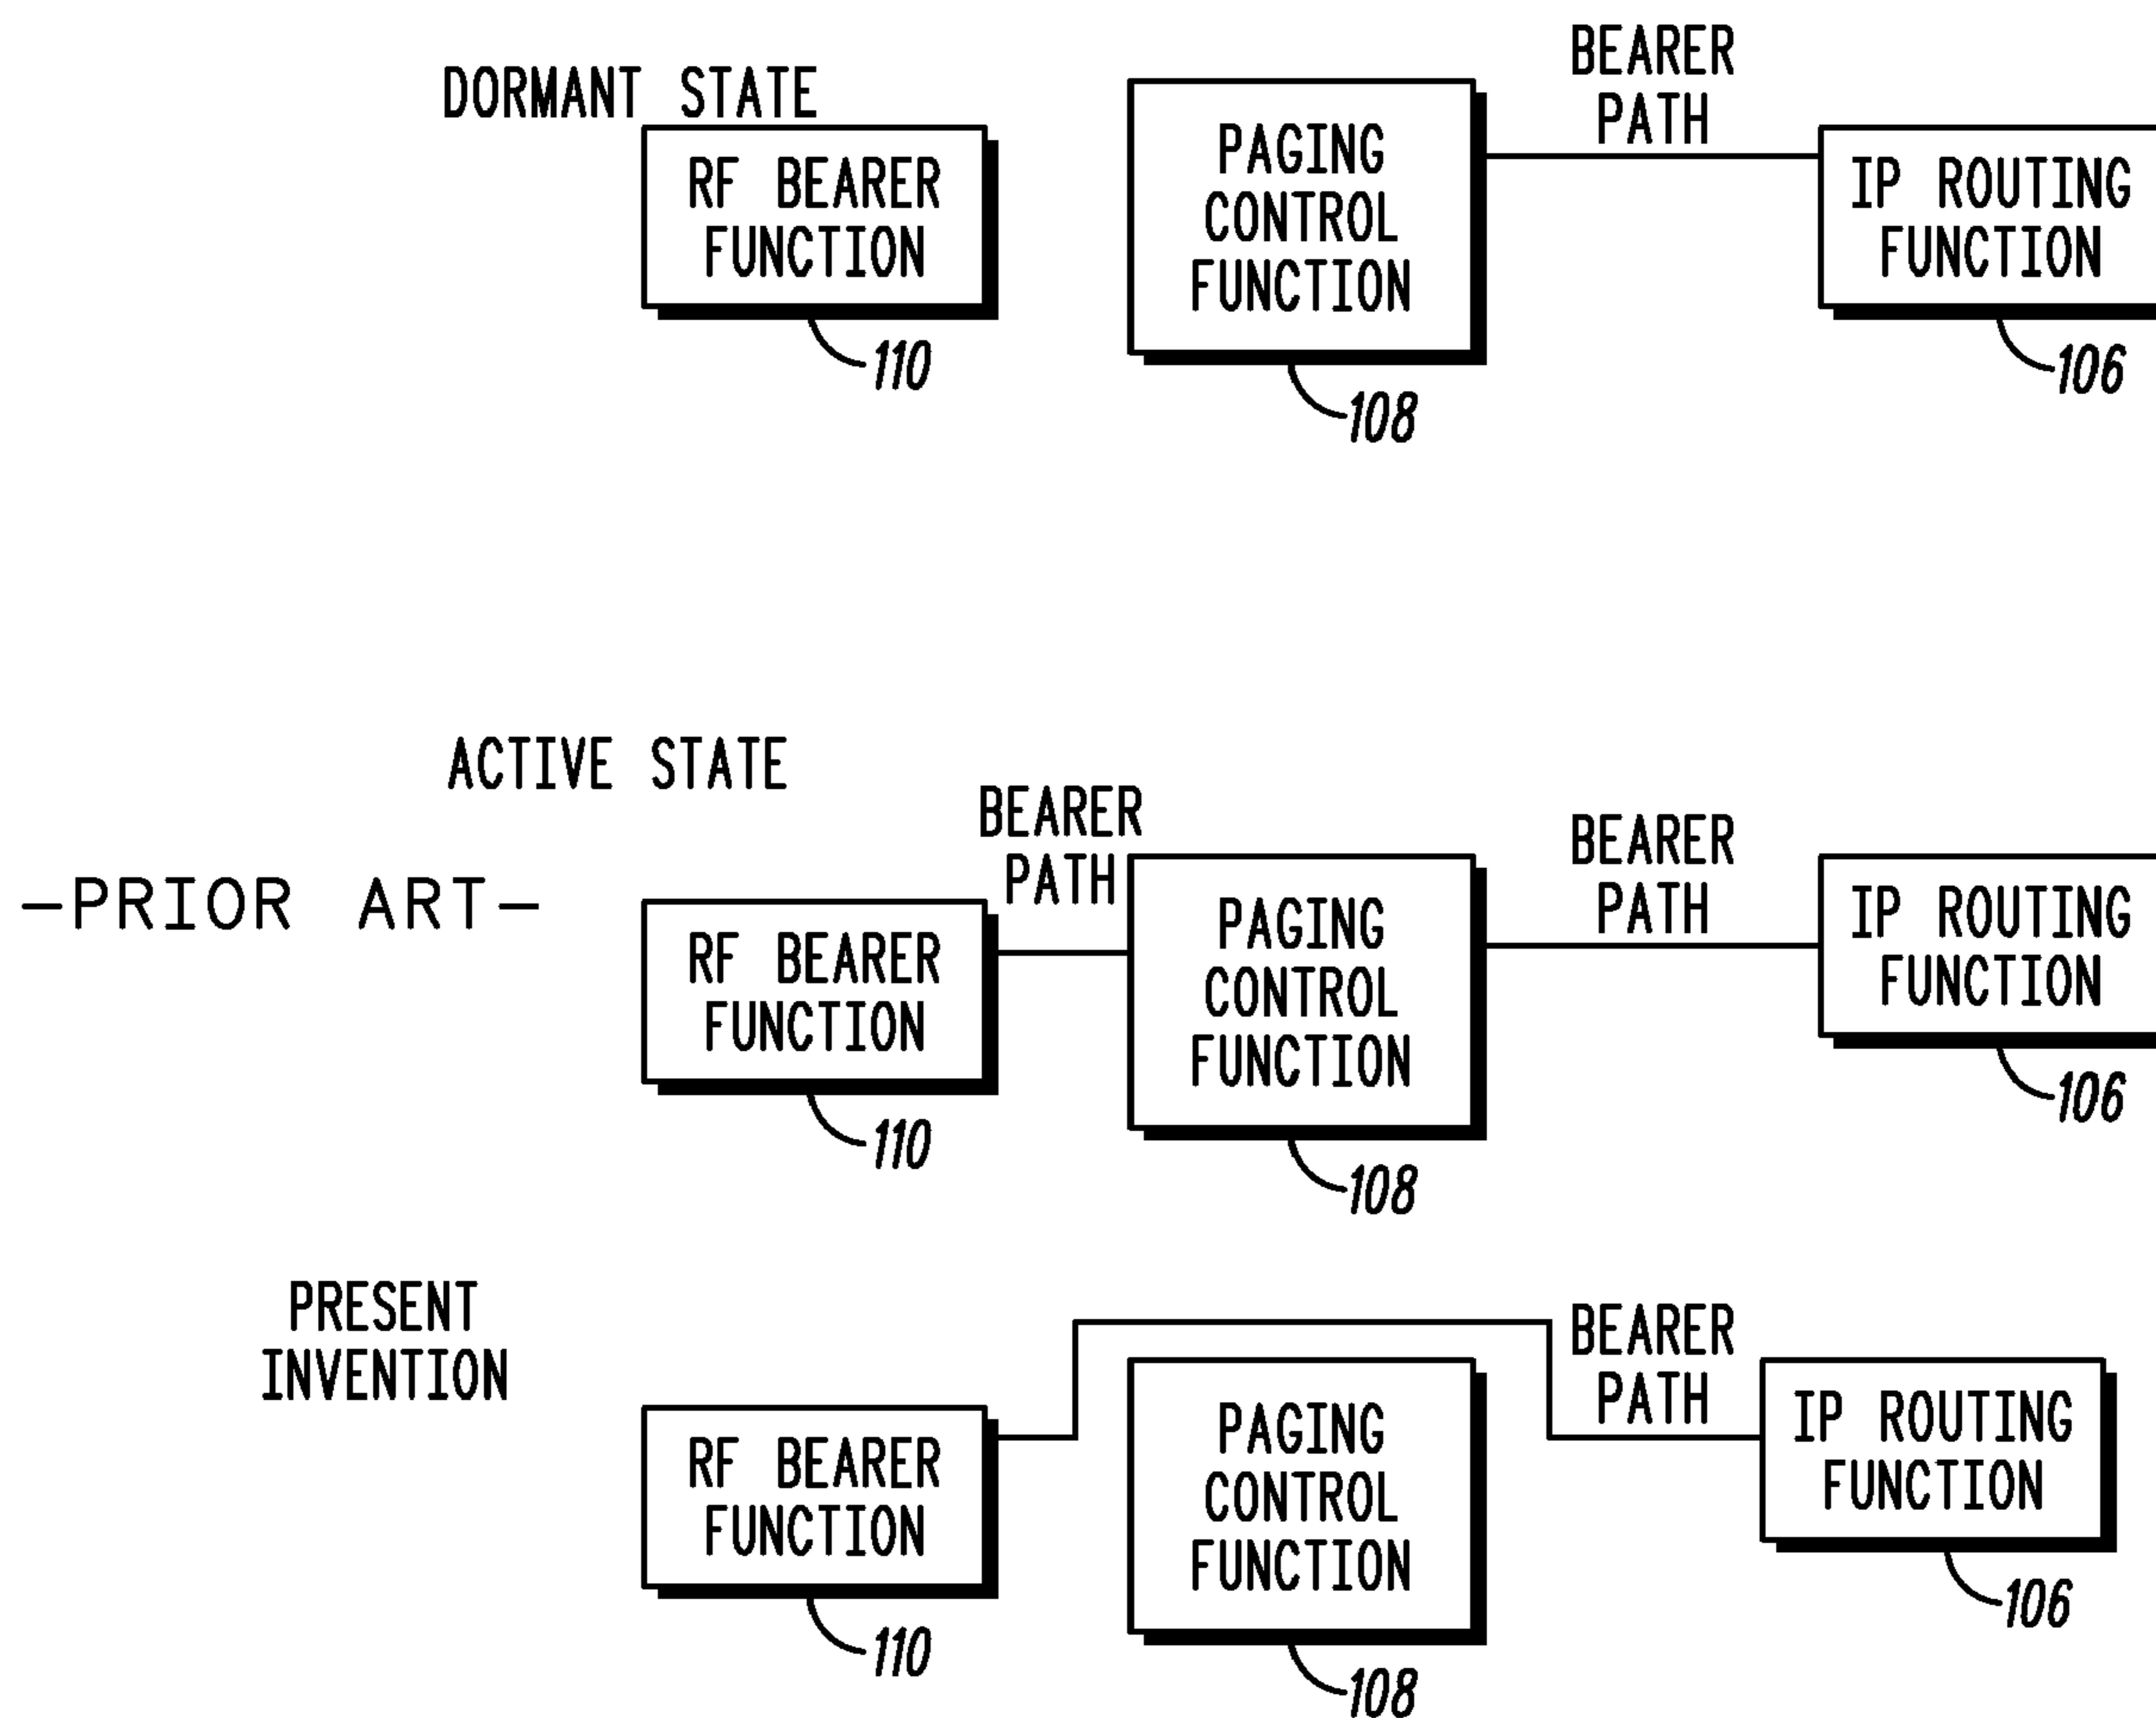 DORMANT STATE
RF BEARER
FUNCTION
110
PAGING
CONTROL
FUNCTION
108
BEARER
PATH
IP ROUTING
FUNCTION
106
ACTIVE STATE
-PRIOR ART-
RF BEARER
FUNCTION
110
BEARER
PATH
PAGING
CONTROL
FUNCTION
108
BEARER
PATH
IP ROUTING
FUNCTION
106
PRESENT
INVENTION
RF BEARER
FUNCTION
110
PAGING
CONTROL
FUNCTION
108
BEARER
PATH
IP ROUTING
FUNCTION
106